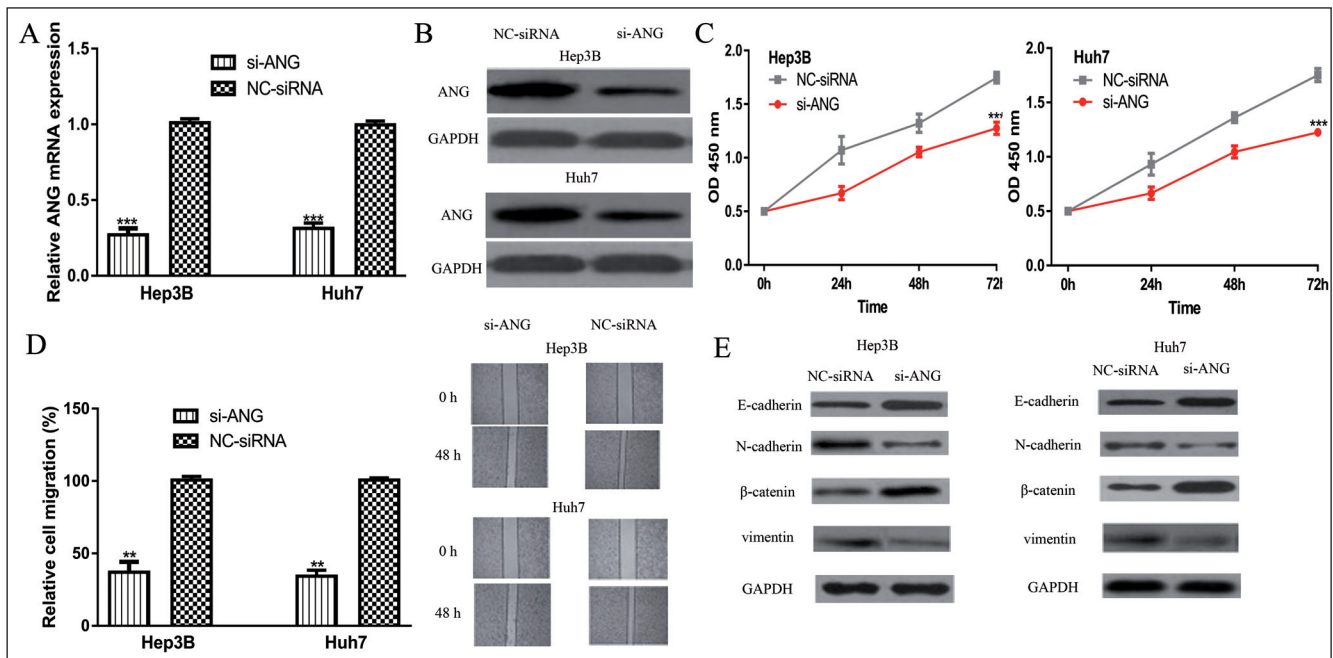 A
Relative ANG mRNA expression
1.5
1.0
0.5
0.0
si-ANG
NC-siRNA
***
***
Hep3B
Huh7
B
NC-siRNA si-ANG
Hep3B
ANG
GAPDH
Huh7
ANG
GAPDH
C
Hep3B
NC-siRNA
si-ANG
OD 450 nm
2.0
1.5
1.0
0.5
0.0
***
0h 24h 48h 72h
Time
Huh7
NC-siRNA
si-ANG
OD 450 nm
2.0
1.5
1.0
0.5
0.0
***
0h 24h 48h 72h
Time
D
Relative cell migration (%)
150
100
50
0
si-ANG
NC-siRNA
**
**
Hep3B
Huh7
si-ANG NC-siRNA
Hep3B
0 h
48 h
Huh7
0 h
48 h
E
Hep3B
NC-siRNA si-ANG
E-cadherin
N-cadherin
β-catenin
vimentin
GAPDH
Huh7
NC-siRNA si-ANG
E-cadherin
N-cadherin
β-catenin
vimentin
GAPDH